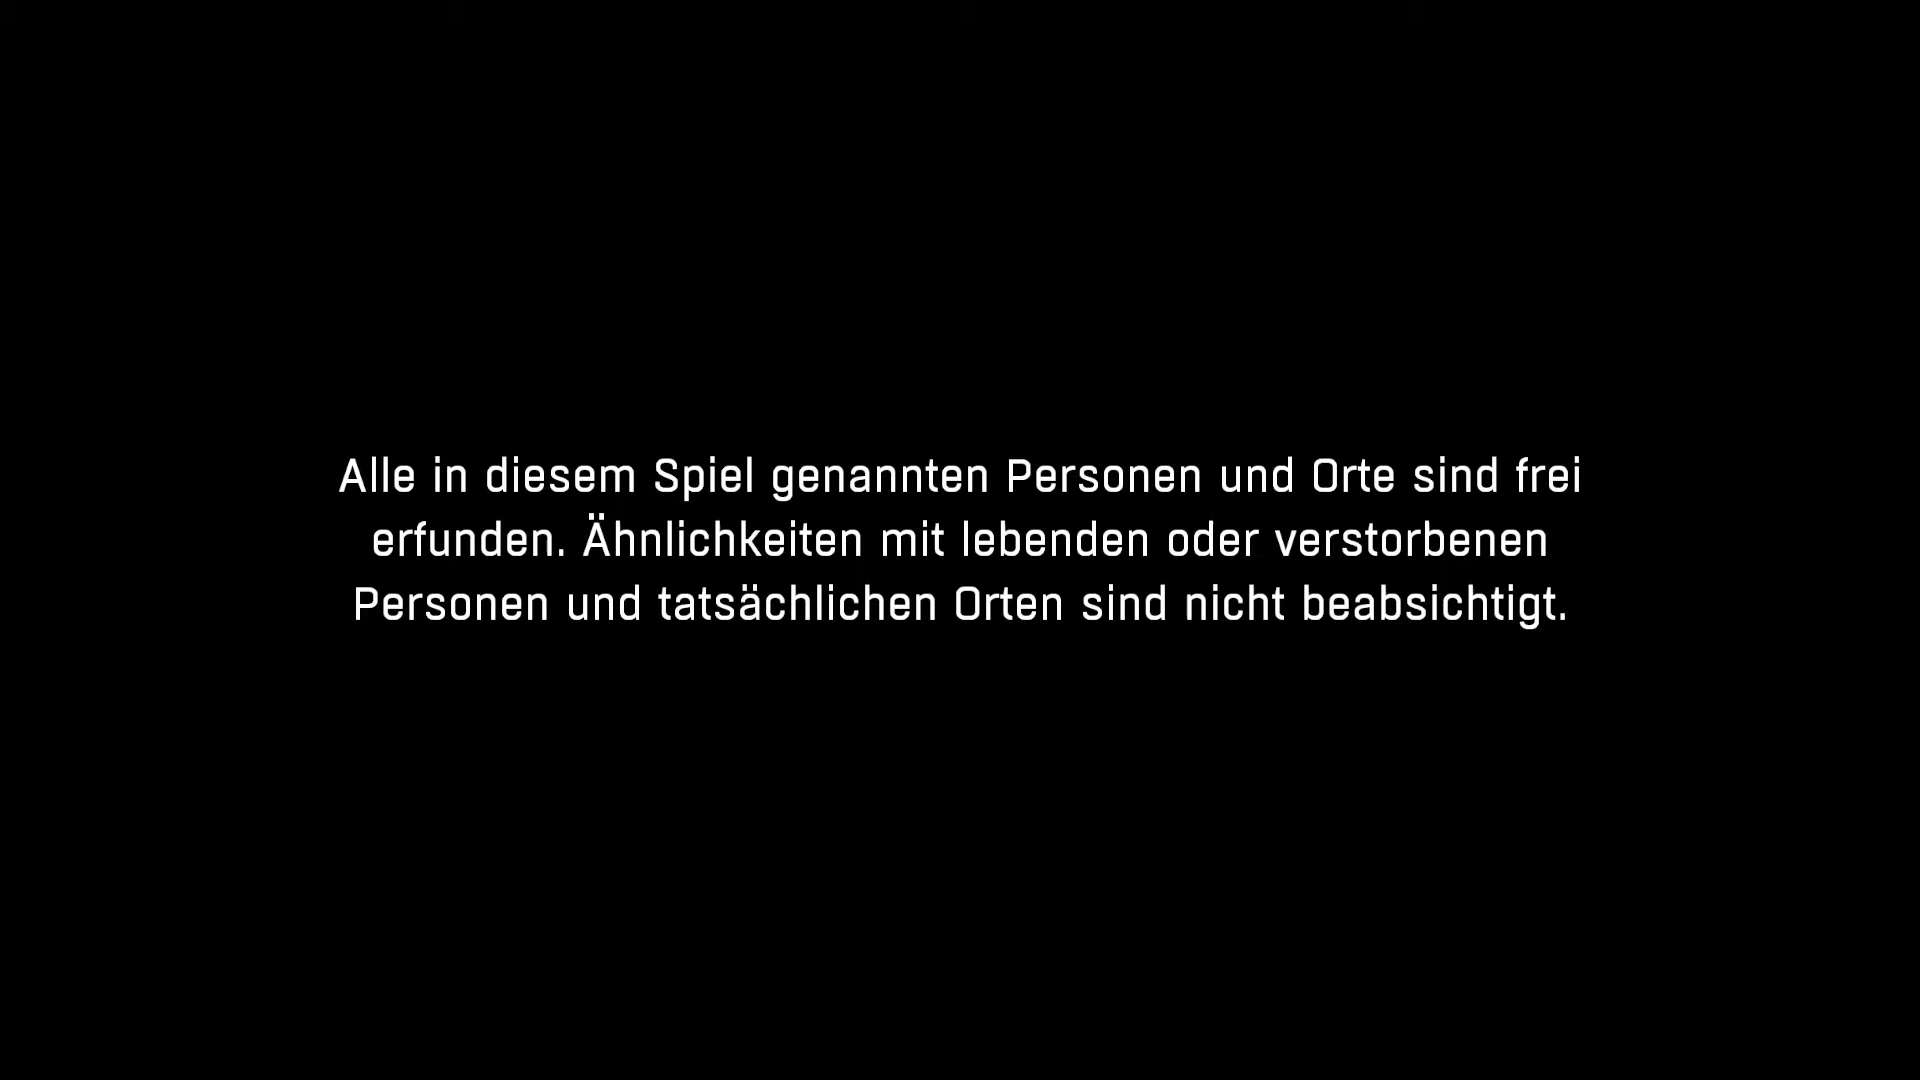 Alle in diesem Spiel genannten Personen und Orte sind frei
erfunden. Ähnlichkeiten mit lebenden oder verstorbenen
Personen und tatsächlichen Orten sind nicht beabsichtigt.